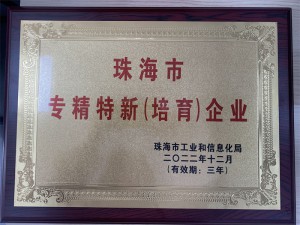 珠海市
专精特新(培育)企业
珠海市工业和信息化局
二〇二二年十二月
(有效期：三年)